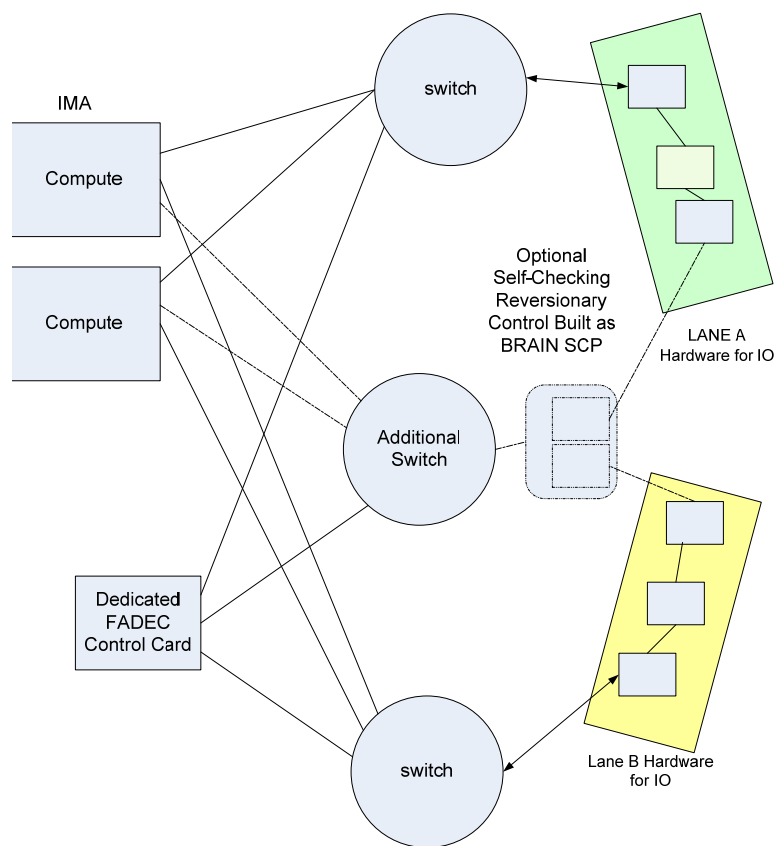 switch
IMA
Compute
Compute
Optional
Self-Checking
Reversionary
Control Built as
BRAIN SCP
LANE A
Hardware for IO
Additional
Switch
Dedicated
FADEC
Control Card
switch
Lane B Hardware
for IO